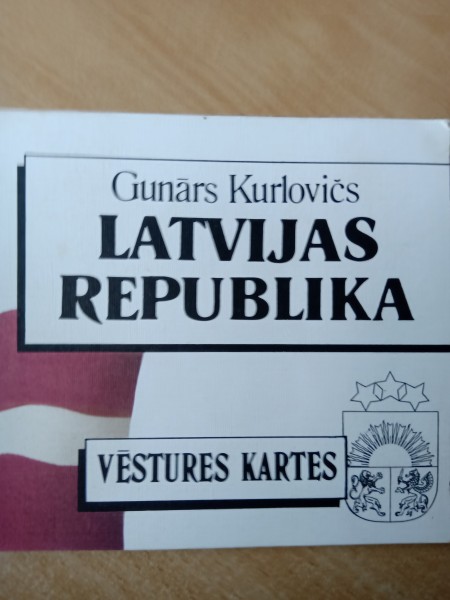 Gunārs Kurlovičs
LATVIJAS
REPUBLIKA
VĒSTURES KARTES